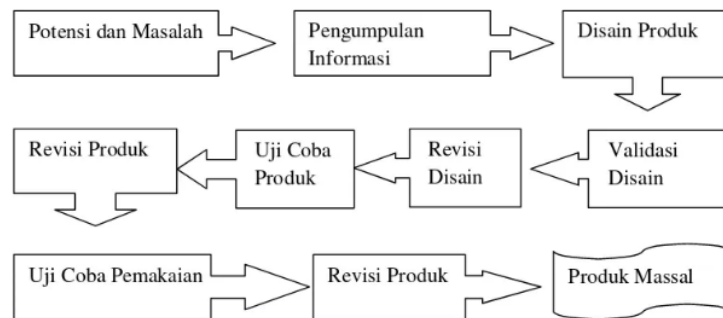 Potensi dan Masalah
Pengumpulan
Informasi
Disain Produk
Validasi
Disain
Revisi
Disain
Uji Coba
Produk
Revisi Produk
Uji Coba Pemakaian
Revisi Produk
Produk Massal